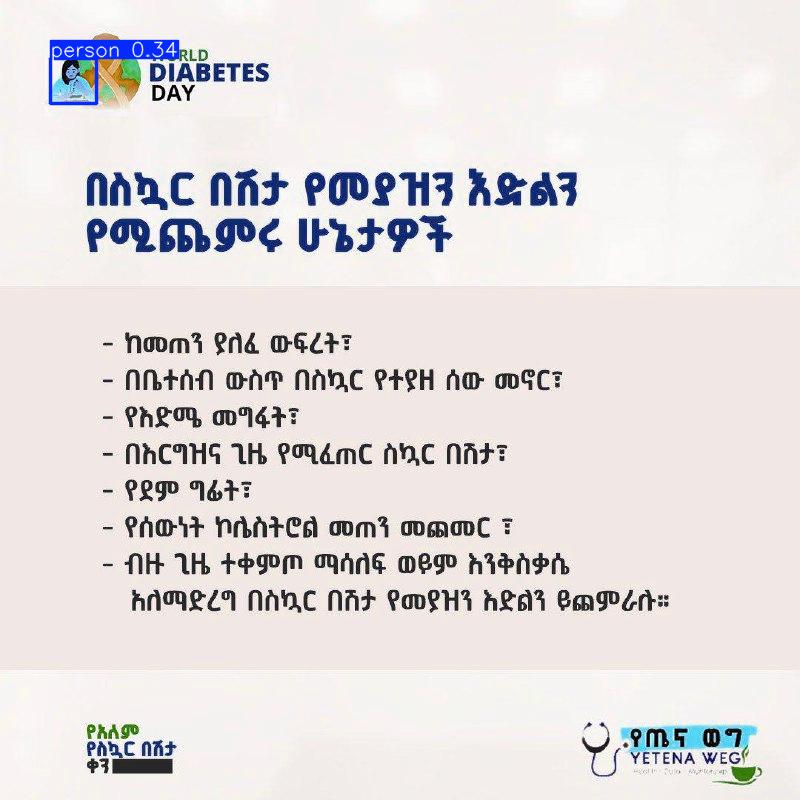 person 0.34
WORLD
DIABETES
DAY
በስኳር በሽታ የመያዝን እድልን
የሚጨምሩ ሁኔታዎች
- ከመጠን ያለፈ ውፍረት፣
- በቤተሰብ ውስጥ በስኳር የተያዘ ሰው መኖር፣
- የእድሜ መግፋት፣
- በእርግዝና ጊዜ የሚፈጠር ስኳር በሽታ፣
- የደም ግፊት፣
- የሰውነት ኮሌስትሮል መጠን መጨመር ፣
- ብዙ ጊዜ ተቀምጦ ማሳለፍ ወይም እንቅስቃሴ
አለማድረግ በስኳር በሽታ የመያዝን እድልን ይጨምራሉ።
የአለም
የስኳር በሽታ
ቀን
የጤና ወግ
YETENA WEG